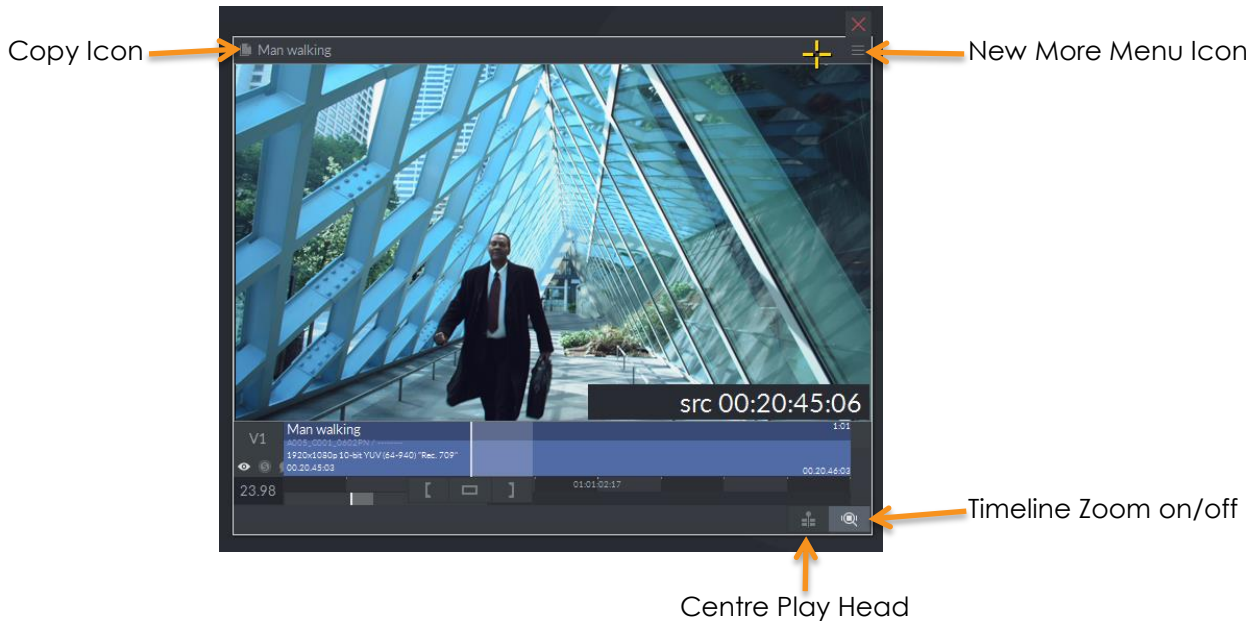 Copy Icon
Man walking
New More Menu Icon
src 00:20:45:06
V1
Man walking
1:01
A005_C001_0602PN / --------
1920x1080p 10-bit YUV (64-940) "Rec. 709"
00.20.45:03
00.20.46:03
23.98
[ ]
01:01:02:17
Timeline Zoom on/off
Centre Play Head